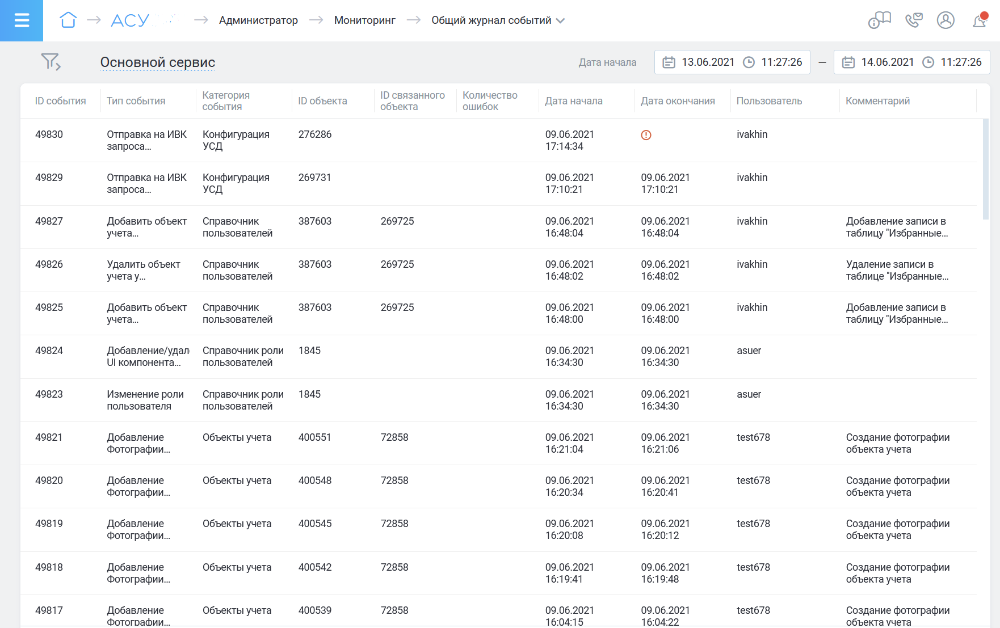 АСУ
Администратор
Мониторинг
Общий журнал событий
Основной сервис
Дата начала
13.06.2021 11:27:26 — 14.06.2021 11:27:26
ID события
Тип события
Категория события
ID объекта
ID связанного объекта
Количество ошибок
Дата начала
Дата окончания
Пользователь
Комментарий
49830 Отправка на ИВК Конфигурация 276286 09.06.2021 ivakhin
запроса... УСД 17:14:34
49829 Отправка на ИВК Конфигурация 269731 09.06.2021 09.06.2021 ivakhin
запроса... УСД 17:10:21 17:10:21
49827 Добавить объект Справочник 387603 269725 09.06.2021 09.06.2021 ivakhin Добавление записи в
учета... пользователей 16:48:04 16:48:04 таблицу "Избранные...
49826 Удалить объект Справочник 387603 269725 09.06.2021 09.06.2021 ivakhin Удаление записи в
учета у... пользователей 16:48:02 16:48:02 таблице "Избранные...
49825 Добавить объект Справочник 387603 269725 09.06.2021 09.06.2021 ivakhin Добавление записи в
учета... пользователей 16:48:00 16:48:00 таблицу "Избранные...
49824 Добавление/удал Справочник роли 1845 09.06.2021 09.06.2021 asuer
UI компонента... пользователей 16:34:30 16:34:30
49823 Изменение роли Справочник роли 1845 09.06.2021 09.06.2021 asuer
пользователя пользователей 16:34:30 16:34:30
49821 Добавление Объекты учета 400551 72858 09.06.2021 09.06.2021 test678 Создание фотографии
Фотографии... 16:21:04 16:21:06 объекта учета
49820 Добавление Объекты учета 400548 72858 09.06.2021 09.06.2021 test678 Создание фотографии
Фотографии... 16:20:34 16:20:41 объекта учета
49819 Добавление Объекты учета 400545 72858 09.06.2021 09.06.2021 test678 Создание фотографии
Фотографии... 16:20:08 16:20:12 объекта учета
49818 Добавление Объекты учета 400542 72858 09.06.2021 09.06.2021 test678 Создание фотографии
Фотографии... 16:19:41 16:19:48 объекта учета
49817 Добавление Объекты учета 400539 72858 09.06.2021 09.06.2021 test678 Создание фотографии
Фотографии... 16:04:15 16:04:22 объекта учета